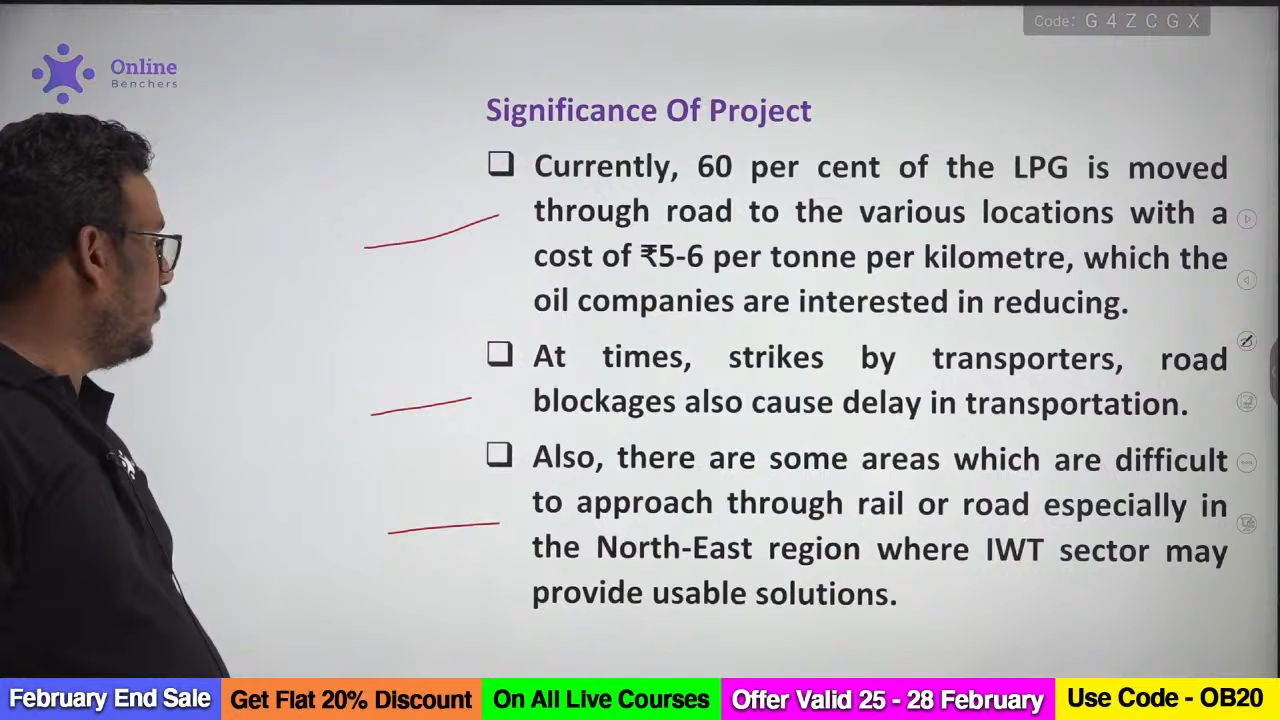 Code: G 4 Z C G X
Online
Benchers
Significance Of Project
Currently, 60 per cent of the LPG is moved
through road to the various locations with a
cost of ₹5-6 per tonne per kilometre, which the
oil companies are interested in reducing.
At times, strikes by transporters, road
blockages also cause delay in transportation.
Also, there are some areas which are difficult
to approach through rail or road especially in
the North-East region where IWT sector may
provide usable solutions.
February End Sale
Get Flat 20% Discount
On All Live Courses
Offer Valid 25 - 28 February
Use Code - OB20